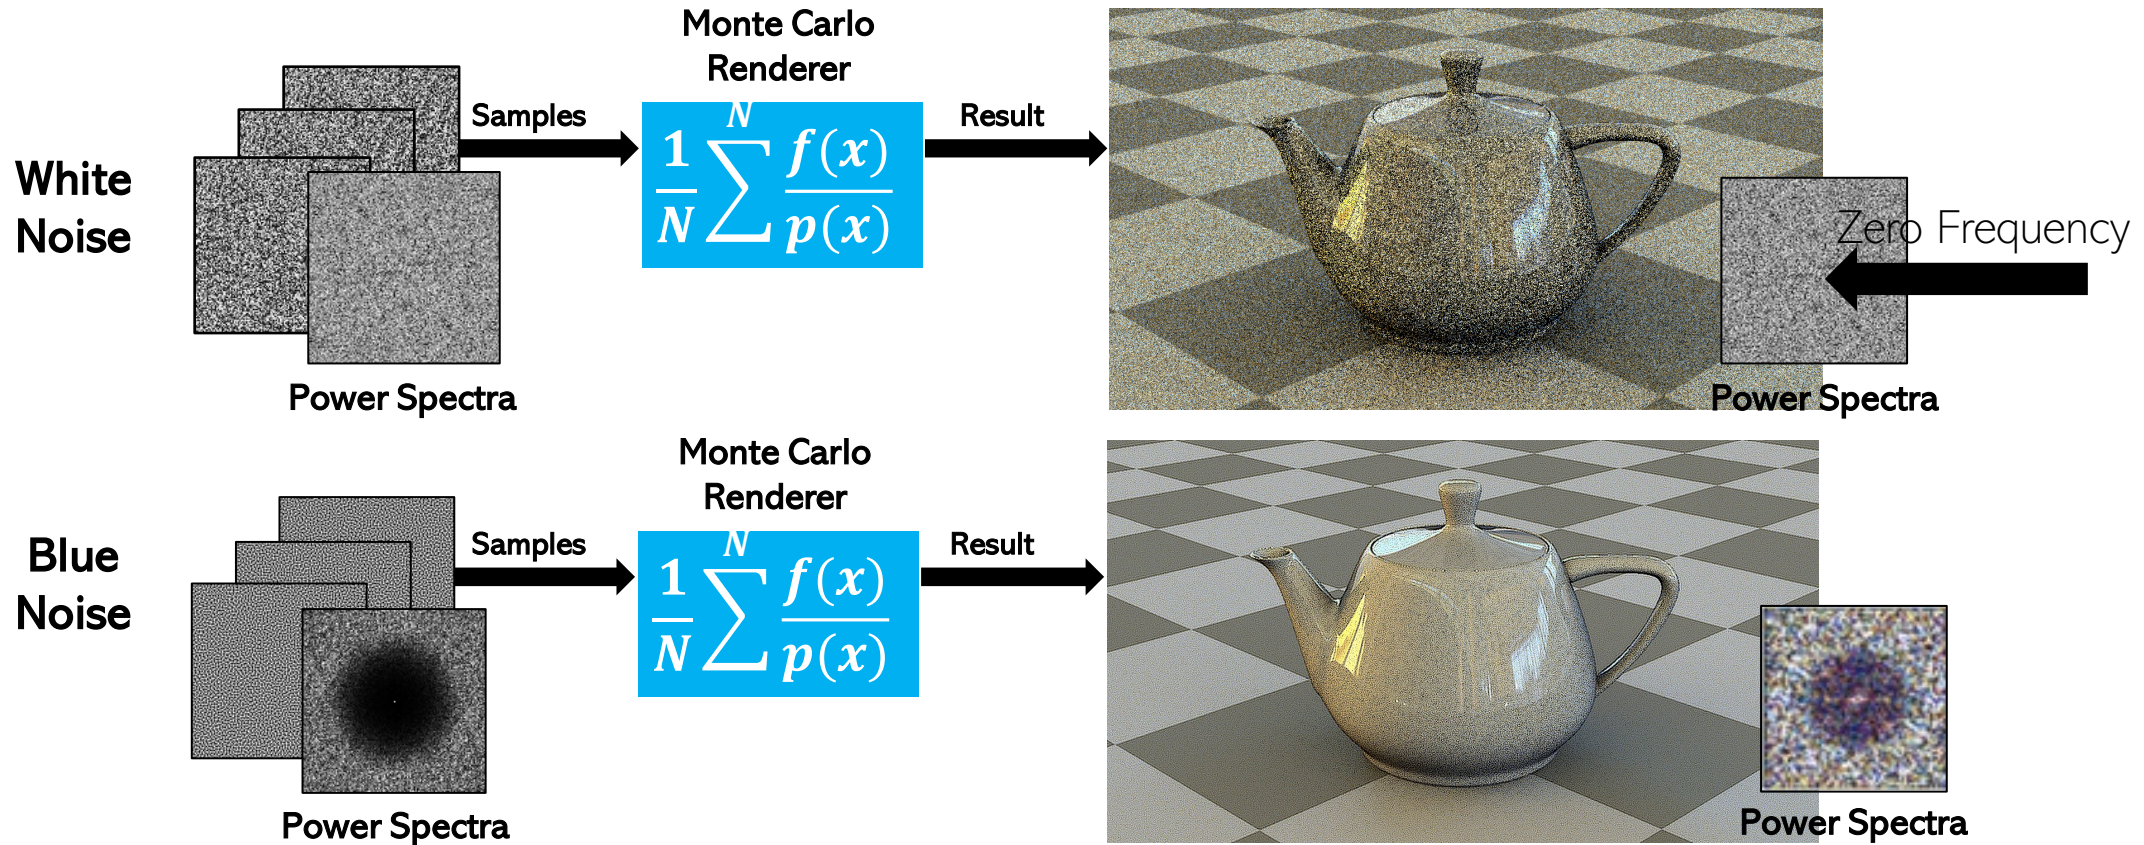 White
Noise
Power Spectra
Samples
Monte Carlo
Renderer
1/N ∑ N f(x)/p(x)
Result
Zero Frequency
Power Spectra
Blue
Noise
Power Spectra
Samples
Monte Carlo
Renderer
1/N ∑ N f(x)/p(x)
Result
Power Spectra